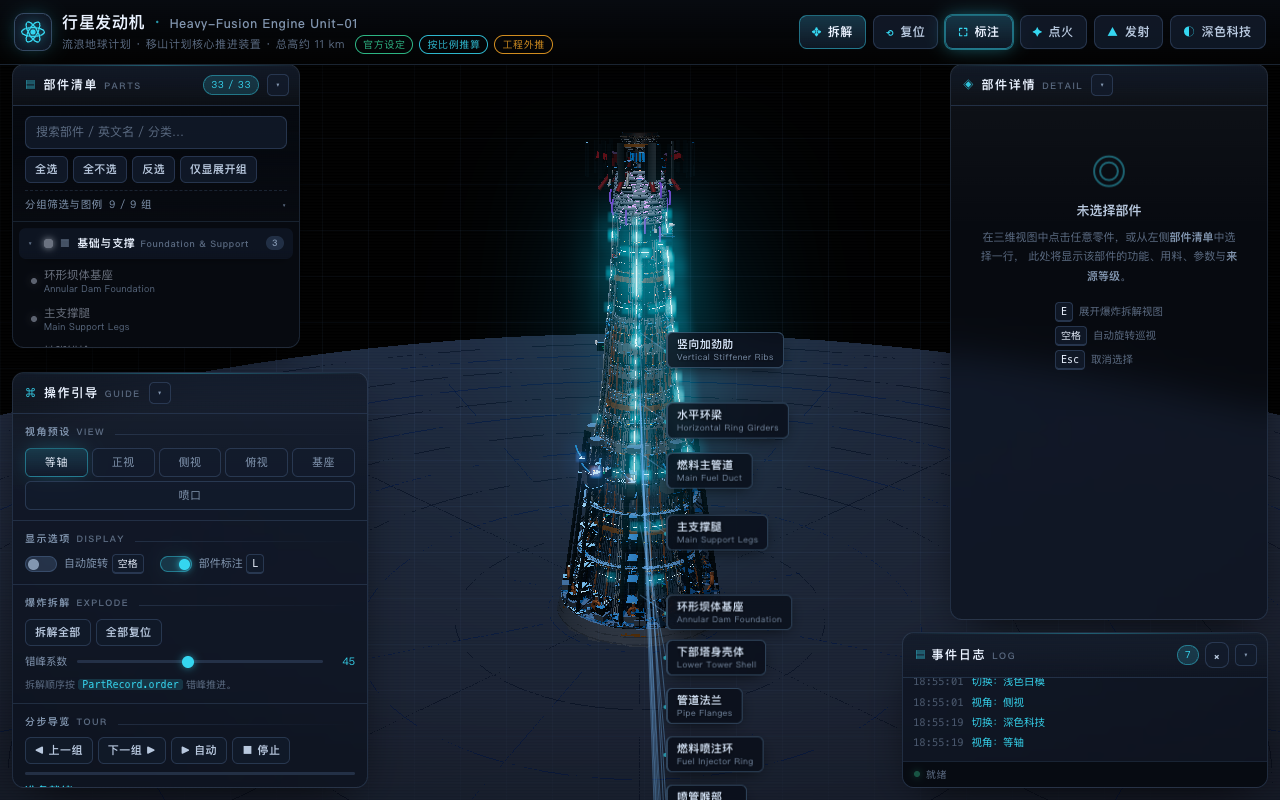 行星发动机 · Heavy-Fusion Engine Unit-01
流浪地球计划 · 移山计划核心推进装置 · 总高约 11 km 官方设定 按比例推算 工程外推
拆解 复位 标注 点火 发射 深色科技
部件清单 PARTS 33 / 33
搜索部件 / 英文名 / 分类…
全选 全不选 反选 仅显展开组
分组筛选与图例 9 / 9 组
基础与支撑 Foundation & Support 3
环形坝体基座
Annular Dam Foundation
主支撑腿
Main Support Legs
操作引导 GUIDE
视角预设 VIEW
等轴 正视 侧视 俯视 基座
喷口
显示选项 DISPLAY
自动旋转 空格 部件标注 L
爆炸拆解 EXPLODE
拆解全部 全部复位
错峰系数 45
拆解顺序按 PartRecord.order 错峰推进。
分步导览 TOUR
◀ 上一组 下一组 ▶ ▶ 自动 ■ 停止
竖向加劲肋
Vertical Stiffener Ribs
水平环梁
Horizontal Ring Girders
燃料主管道
Main Fuel Duct
主支撑腿
Main Support Legs
环形坝体基座
Annular Dam Foundation
下部塔身壳体
Lower Tower Shell
管道法兰
Pipe Flanges
燃料喷注环
Fuel Injector Ring
喷管喉部
部件详情 DETAIL
未选择部件
在三维视图中点击任意零件，或从左侧部件清单中选
择一行， 此处将显示该部件的功能、用料、参数与来
源等级。
E 展开爆炸拆解视图
空格 自动旋转巡视
Esc 取消选择
事件日志 LOG 7
18:55:01 切换：浅色白模
18:55:01 视角：侧视
18:55:19 切换：深色科技
18:55:19 视角：等轴
就绪